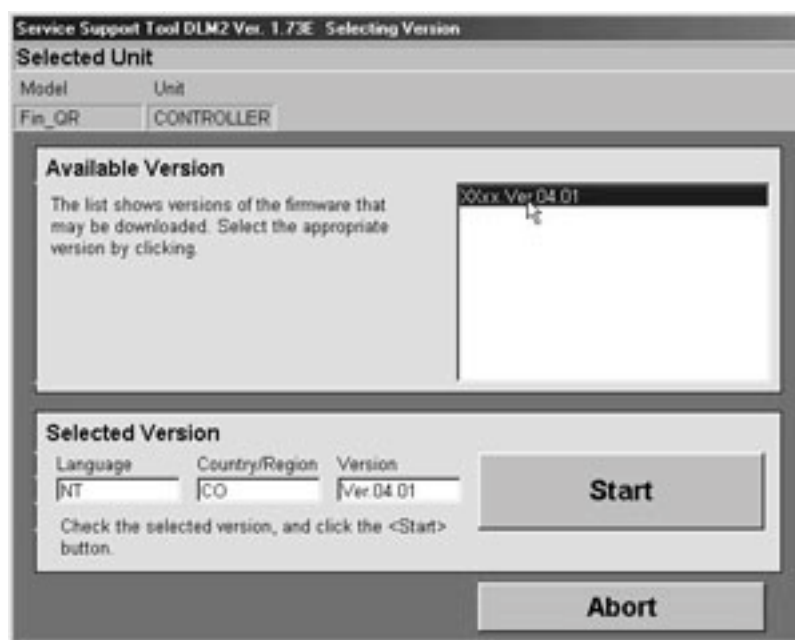 Service Support Tool DLM2 Ver. 1.73E Selecting Version
Selected Unit
Model Unit
Fin_QR CONTROLLER
Available Version
The list shows versions of the firmware that
may be downloaded. Select the appropriate
version by clicking.
XXxx Ver.04.01
Selected Version
Language Country/Region Version
NT CO Ver.04.01
Start
Check the selected version, and click the <Start>
button.
Abort